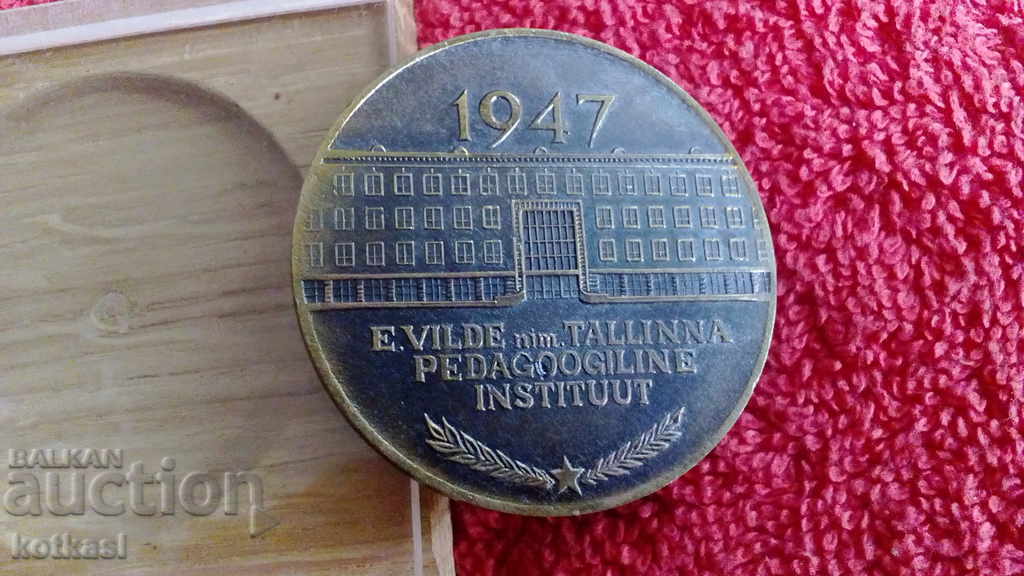 1947
E. VILDE nim. TALLINNA
PEDAGOOGILINE
INSTITUUT
BALKAN
auction
kotkasl